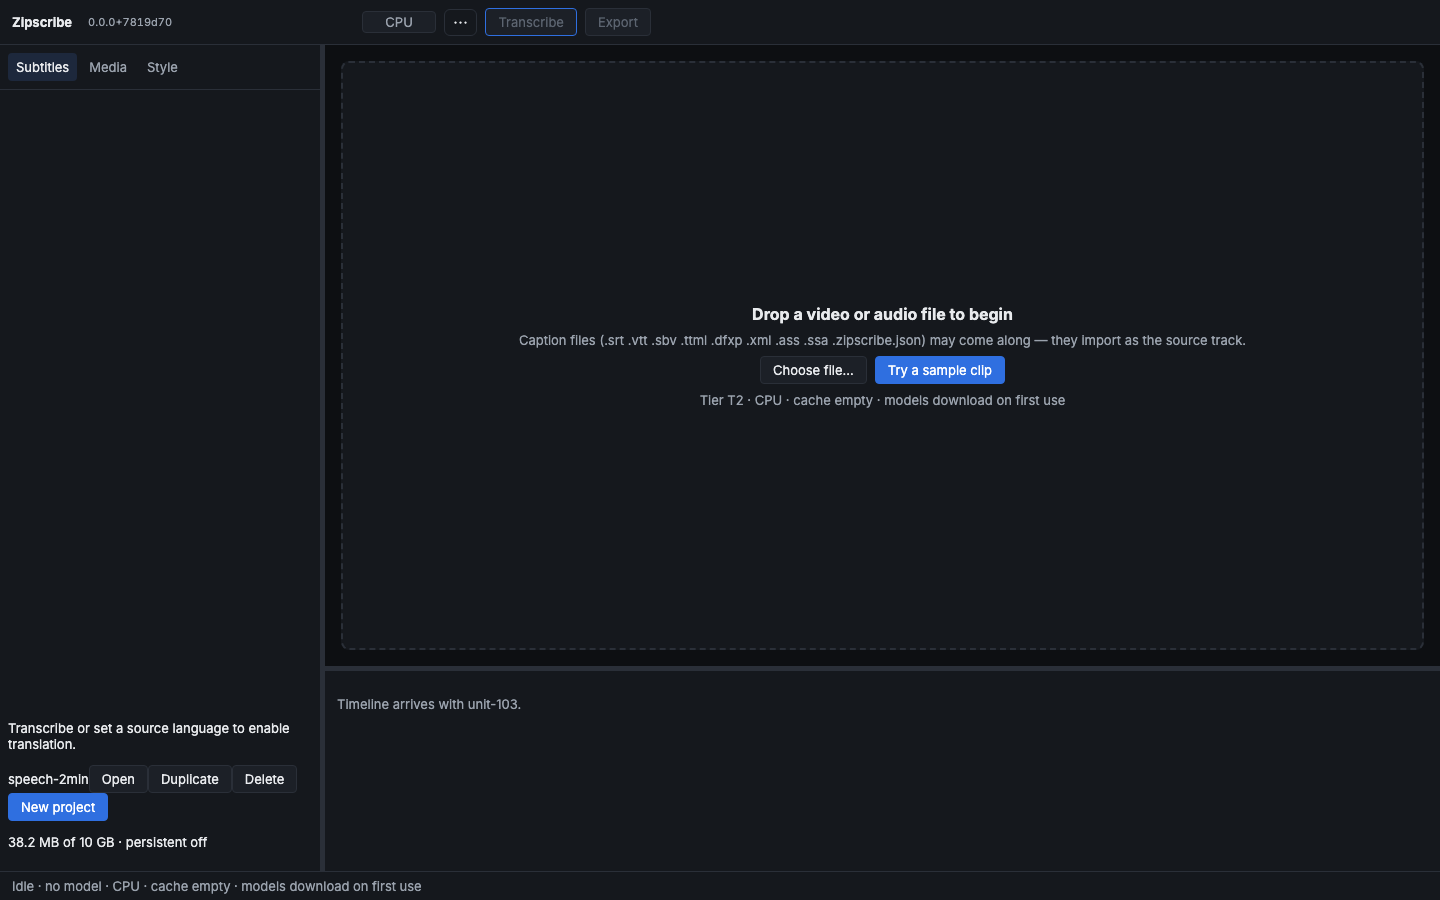 Zipscribe 0.0.0+7819d70 CPU ··· Transcribe Export
Subtitles Media Style
Drop a video or audio file to begin
Caption files (.srt .vtt .sbv .ttml .dfxp .xml .ass .ssa .zipscribe.json) may come along — they import as the source track.
Choose file... Try a sample clip
Tier T2 · CPU · cache empty · models download on first use
Timeline arrives with unit-103.
Transcribe or set a source language to enable
translation.
speech-2min Open Duplicate Delete
New project
38.2 MB of 10 GB · persistent off
Idle · no model · CPU · cache empty · models download on first use